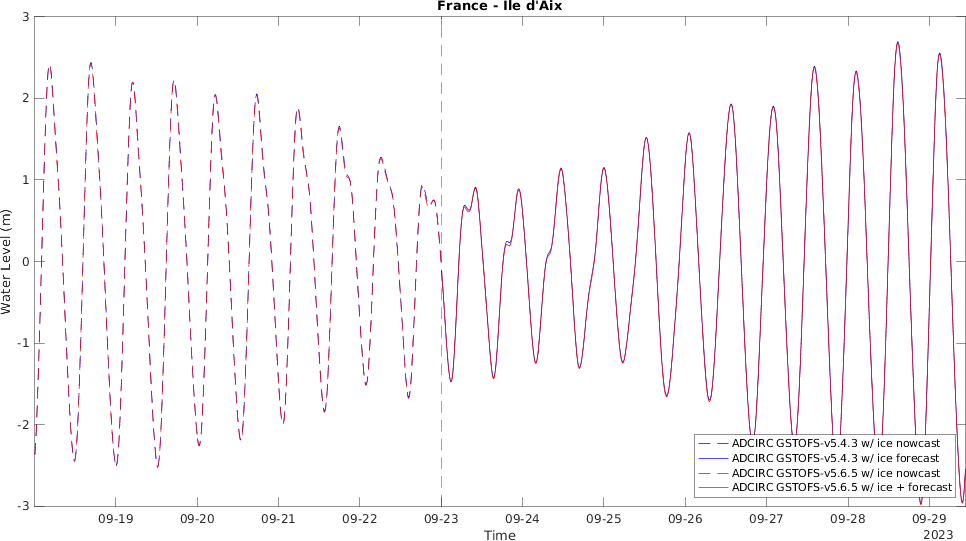 France - Ile d'Aix
3
2
1
0
-1
-2
-3
Water Level (m)
ADCIRC GSTOFS-v5.4.3 w/ ice nowcast
ADCIRC GSTOFS-v5.4.3 w/ ice forecast
ADCIRC GSTOFS-v5.6.5 w/ ice nowcast
ADCIRC GSTOFS-v5.6.5 w/ ice + forecast
09-19 09-20 09-21 09-22 09-23 09-24 09-25 09-26 09-27 09-28 09-29
Time 2023